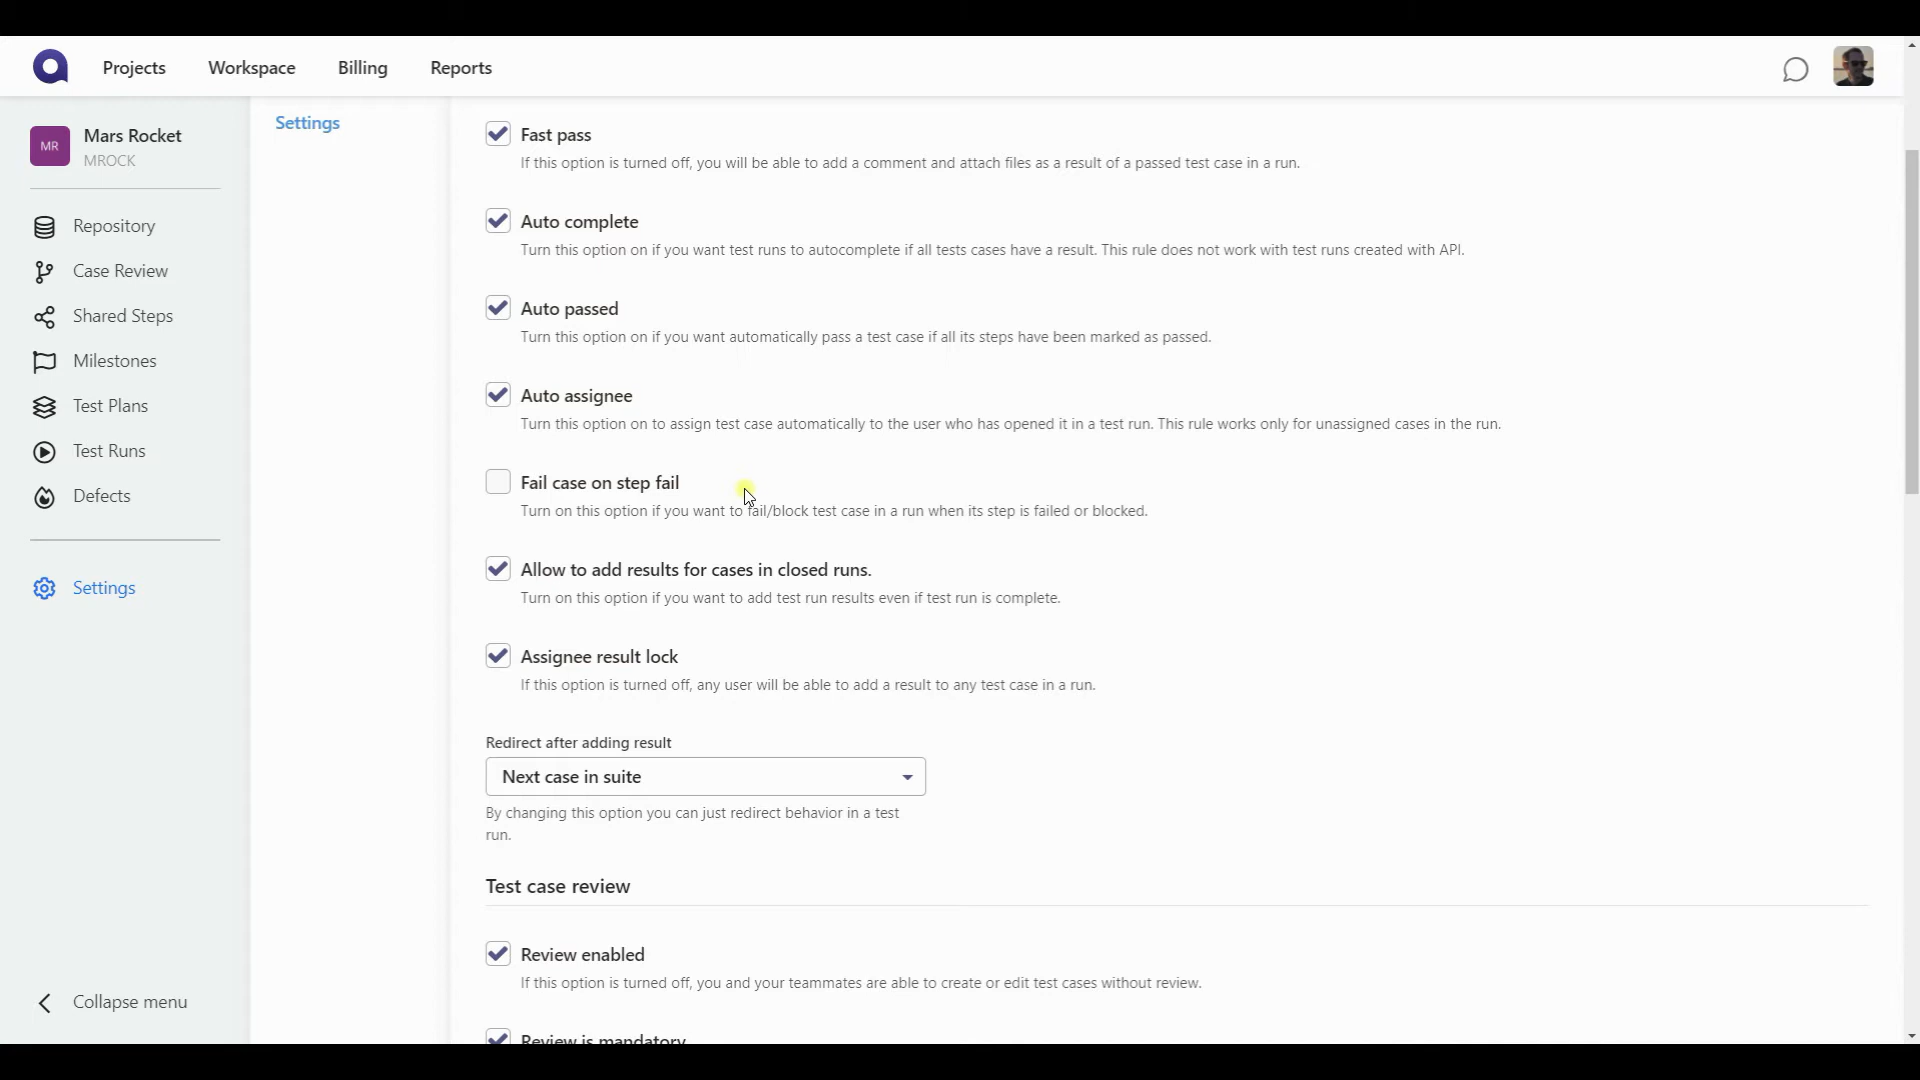 Projects Workspace Billing Reports
MR Mars Rocket
MROCK
Repository
Case Review
Shared Steps
Milestones
Test Plans
Test Runs
Defects
Settings
Collapse menu
Settings
Fast pass
If this option is turned off, you will be able to add a comment and attach files as a result of a passed test case in a run.
Auto complete
Turn this option on if you want test runs to autocomplete if all tests cases have a result. This rule does not work with test runs created with API.
Auto passed
Turn this option on if you want automatically pass a test case if all its steps have been marked as passed.
Auto assignee
Turn this option on to assign test case automatically to the user who has opened it in a test run. This rule works only for unassigned cases in the run.
Fail case on step fail
Turn on this option if you want to fail/block test case in a run when its step is failed or blocked.
Allow to add results for cases in closed runs.
Turn on this option if you want to add test run results even if test run is complete.
Assignee result lock
If this option is turned off, any user will be able to add a result to any test case in a run.
Redirect after adding result
Next case in suite
By changing this option you can just redirect behavior in a test
run.
Test case review
Review enabled
If this option is turned off, you and your teammates are able to create or edit test cases without review.
Review is mandatory